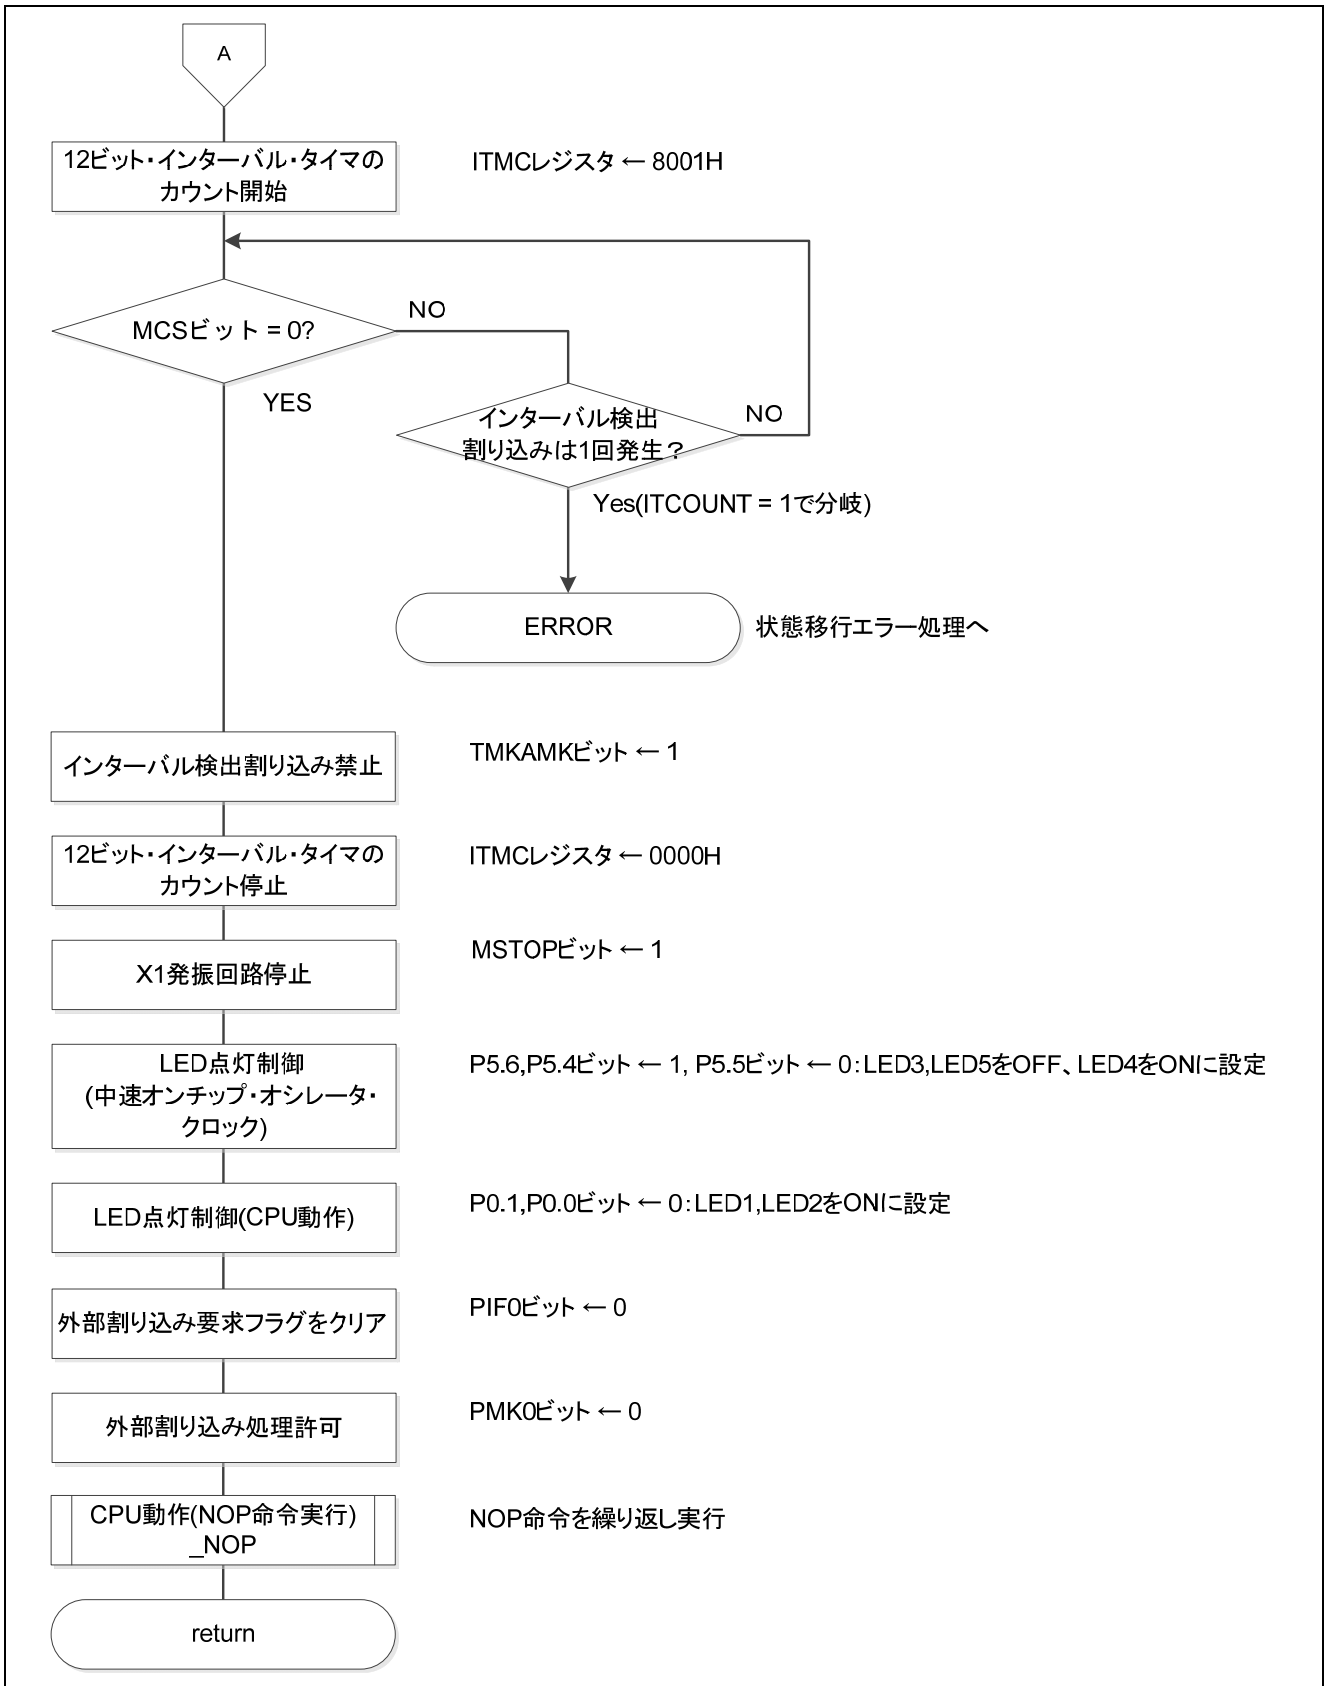 A
12ビット・インターバル・タイマの
カウント開始
ITMCレジスタ ← 8001H
MCSビット = 0?
NO
YES
インターバル検出
割り込みは1回発生?
NO
Yes(ITCOUNT = 1で分岐)
ERROR
状態移行エラー処理へ
インターバル検出割り込み禁止
TMKAMKビット ← 1
12ビット・インターバル・タイマの
カウント停止
ITMCレジスタ ← 0000H
X1発振回路停止
MSTOPビット ← 1
LED点灯制御
(中速オンチップ・オシレータ・
クロック)
P5.6,P5.4ビット ← 1, P5.5ビット ← 0:LED3,LED5をOFF、LED4をONに設定
LED点灯制御(CPU動作)
P0.1,P0.0ビット ← 0:LED1,LED2をONに設定
外部割り込み要求フラグをクリア
PIF0ビット ← 0
外部割り込み処理許可
PMK0ビット ← 0
CPU動作(NOP命令実行)
_NOP
NOP命令を繰り返し実行
return